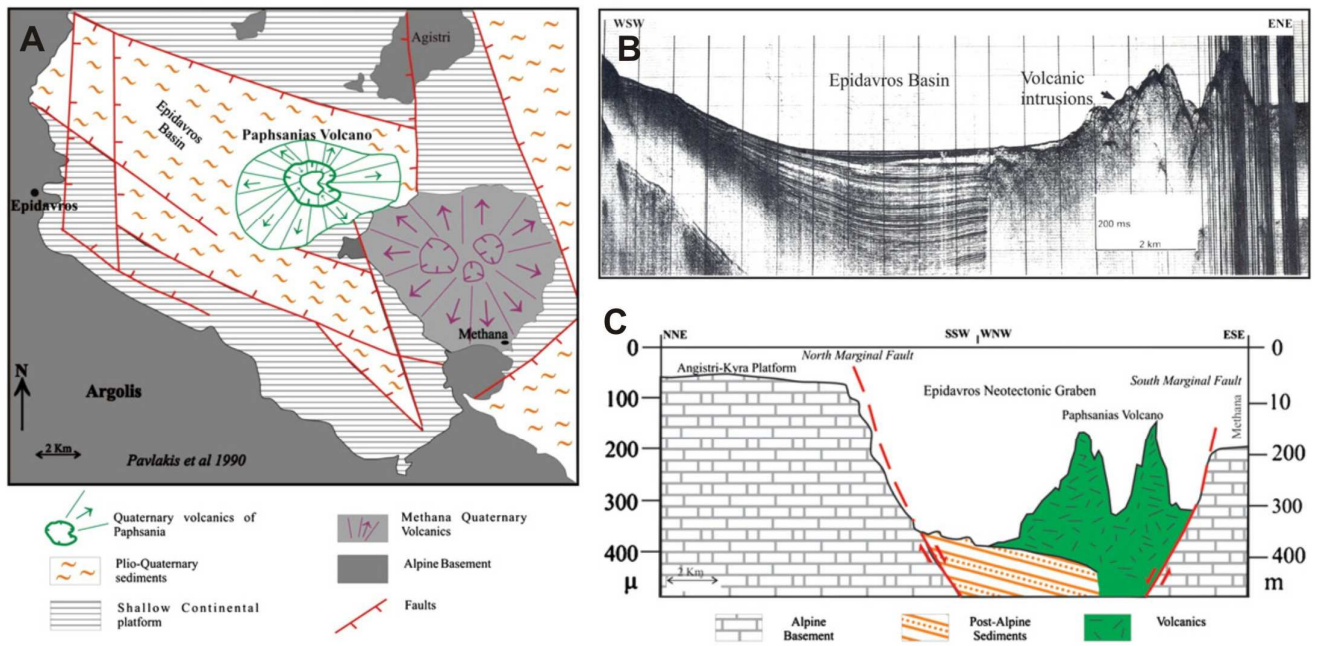 A
Agistri
Epidavros
Basin
Paphsanias Volcano
Epidavros
Methana
N
Argolis
2 Km
Pavlakis et al 1990
Quaternary volcanics of
Paphsania
Methana Quaternary
Volcanics
Plio-Quaternary
sediments
Alpine Basement
Shallow Continental
platform
Faults
WSW
ENE
B
Epidavros Basin
Volcanic
intrusions
200 ms
2 km
C
NNE
SSW
WNW
ESE
0
0
North Marginal Fault
Angistri-Kyra Platform
Epidavros Neotectonic Graben
South Marginal Fault
100
10
Paphsanias Volcano
Methana
200
200
300
300
400
400
2 Km
μ
m
Alpine
Basement
Post-Alpine
Sediments
Volcanics